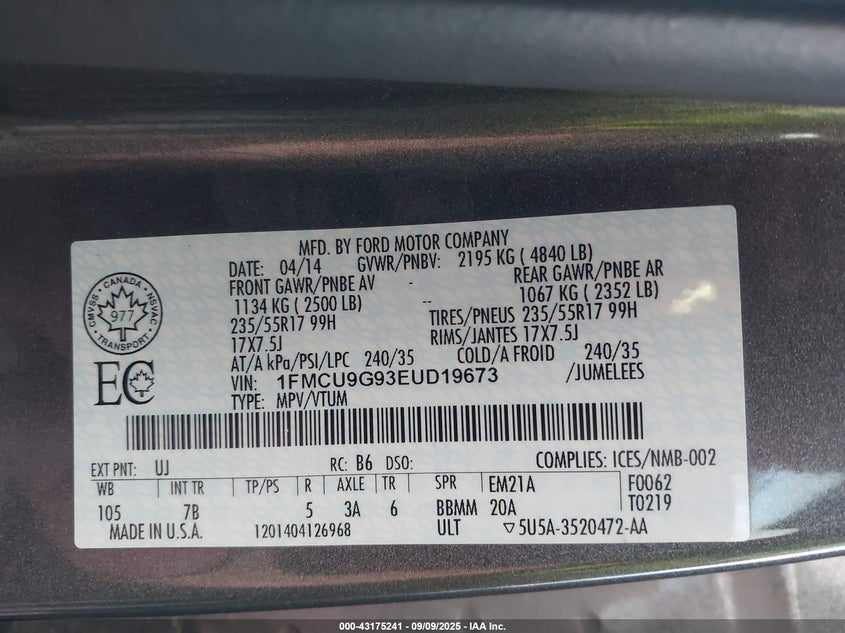 MFD. BY FORD MOTOR COMPANY
DATE: 04/14 GVWR/PNBV: 2195 KG ( 4840 LB)
FRONT GAWR/PNBE AV - REAR GAWR/PNBE AR
1134 KG ( 2500 LB) -- 1067 KG ( 2352 LB)
235/55R17 99H TIRES/PNEUS 235/55R17 99H
17X7.5J RIMS/JANTES 17X7.5J
AT/A kPa/PSI/LPC 240/35 COLD/A FROID 240/35
VIN: 1FMCU9G93EUD19673 /JUMELEES
TYPE: MPV/VTUM
CANADA
CMVSS NSVAC
977
TRANSPORT
EC
EXT PNT: UJ RC: B6 DSO: COMPLIES: ICES/NMB-002
WB INT TR TP/PS R AXLE TR SPR EM21A F0062
105 7B 5 3A 6 BBMM 20A T0219
MADE IN U.S.A. 1201404126968 ULT ▽5U5A-3520472-AA
000-43175241 - 09/09/2025 - IAA Inc.